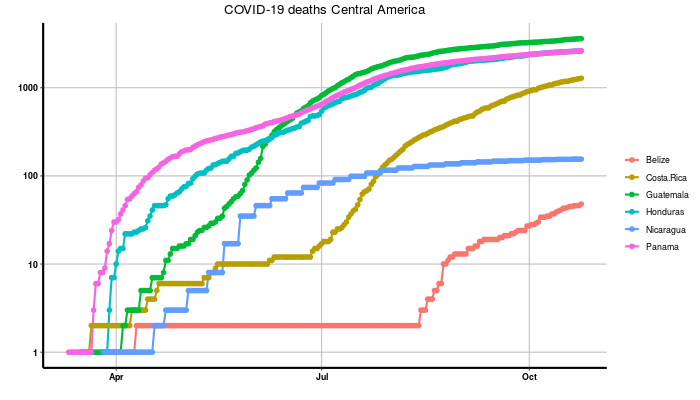 COVID-19 deaths Central America
1000
100
10
1
Apr
Jul
Oct
Belize
Costa.Rica
Guatemala
Honduras
Nicaragua
Panama